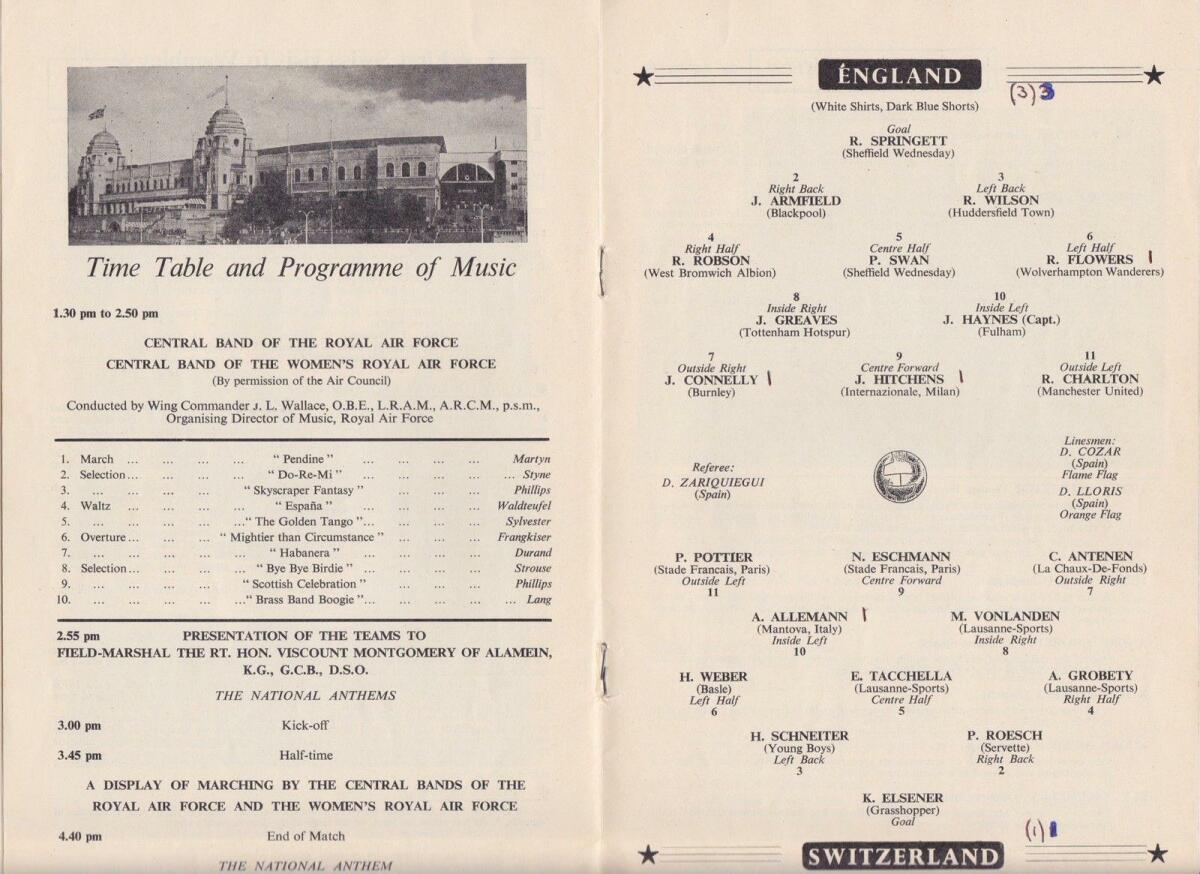 Time Table and Programme of Music
1.30 pm to 2.50 pm
CENTRAL BAND OF THE ROYAL AIR FORCE
CENTRAL BAND OF THE WOMEN'S ROYAL AIR FORCE
(By permission of the Air Council)
Conducted by Wing Commander J. L. Wallace, O.B.E., L.R.A.M., A.R.C.M., p.s.m.,
Organising Director of Music, Royal Air Force
1. March ... ... ... ... " Pendine " ... ... ... ... Martyn
2. Selection ... ... ... ... " Do-Re-Mi " ... ... ... ... Styne
3. ... ... ... " Skyscraper Fantasy " ... ... ... Phillips
4. Waltz ... ... ... ... " España " ... ... ... ... Waldteufel
5. ... ... ... ..." The Golden Tango "... ... ... ... Sylvester
6. Overture ... ... ... " Mightier than Circumstance " ... ... ... Frangkiser
7. ... ... ... ... " Habanera " ... ... ... ... Durand
8. Selection ... ... ... " Bye Bye Birdie " ... ... ... ... Strouse
9. ... ... ... " Scottish Celebration " ... ... ... Phillips
10. ... ... ... ..." Brass Band Boogie "... ... ... ... Lang
2.55 pm PRESENTATION OF THE TEAMS TO
FIELD-MARSHAL THE RT. HON. VISCOUNT MONTGOMERY OF ALAMEIN,
K.G., G.C.B., D.S.O.
THE NATIONAL ANTHEMS
3.00 pm Kick-off
3.45 pm Half-time
A DISPLAY OF MARCHING BY THE CENTRAL BANDS OF THE
ROYAL AIR FORCE AND THE WOMEN'S ROYAL AIR FORCE
4.40 pm End of Match
THE NATIONAL ANTHEM
ÉNGLAND
(3) 3
(White Shirts, Dark Blue Shorts)
Goal
R. SPRINGETT
(Sheffield Wednesday)
2 3
Right Back Left Back
J. ARMFIELD R. WILSON
(Blackpool) (Huddersfield Town)
4 5 6
Right Half Centre Half Left Half
R. ROBSON P. SWAN R. FLOWERS |
(West Bromwich Albion) (Sheffield Wednesday) (Wolverhampton Wanderers)
8 10
Inside Right Inside Left
J. GREAVES J. HAYNES (Capt.)
(Tottenham Hotspur) (Fulham)
7 9 11
Outside Right Centre Forward Outside Left
J. CONNELLY | J. HITCHENS | R. CHARLTON
(Burnley) (Internazionale, Milan) (Manchester United)
Referee:
D. ZARIQUIEGUI
(Spain)
Linesmen:
D. COZAR
(Spain)
Flame Flag
D. LLORIS
(Spain)
Orange Flag
P. POTTIER N. ESCHMANN C. ANTENEN
(Stade Francais, Paris) (Stade Francais, Paris) (La Chaux-De-Fonds)
Outside Left Centre Forward Outside Right
11 9 7
A. ALLEMANN | M. VONLANDEN
(Mantova, Italy) (Lausanne-Sports)
Inside Left Inside Right
10 8
H. WEBER E. TACCHELLA A. GROBETY
(Basle) (Lausanne-Sports) (Lausanne-Sports)
Left Half Centre Half Right Half
6 5 4
H. SCHNEITER P. ROESCH
(Young Boys) (Servette)
Left Back Right Back
3 2
K. ELSENER
(Grasshopper)
Goal
(1) 1
SWITZERLAND